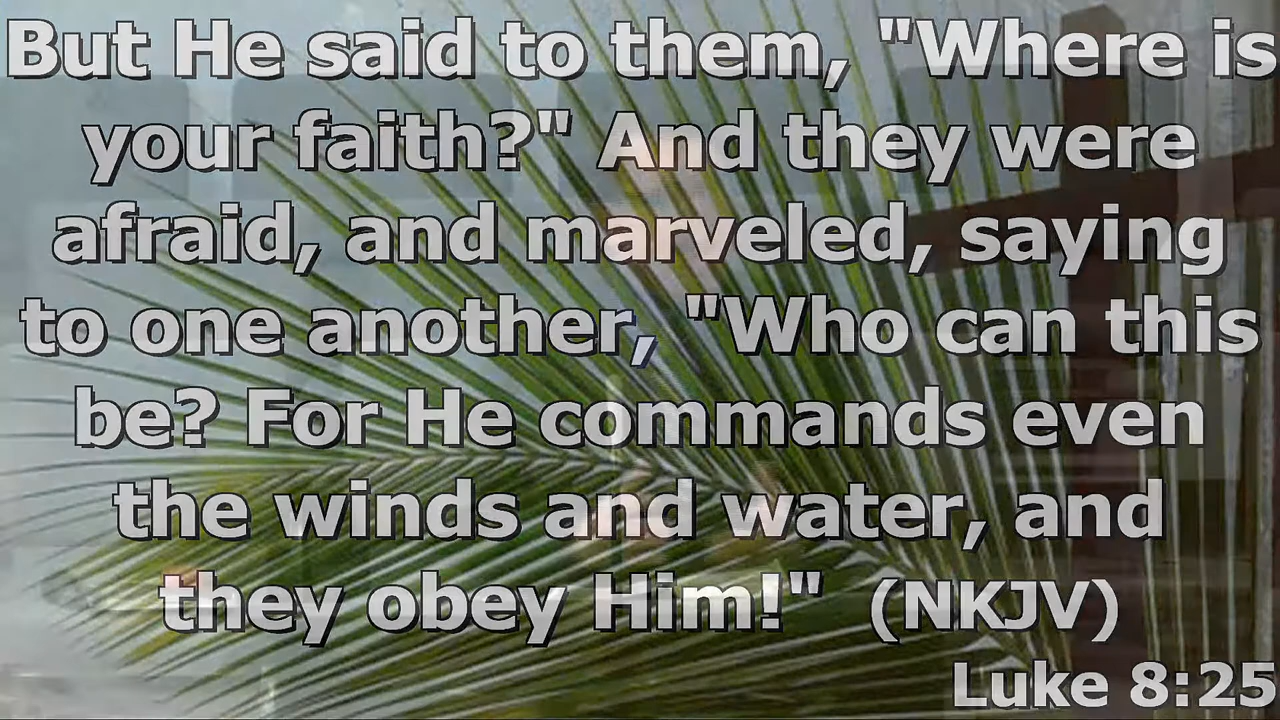 But He said to them, "Where is
your faith?" And they were
afraid, and marveled, saying
to one another, "Who can this
be? For He commands even
the winds and water, and
they obey Him!" (NKJV)
Luke 8:25